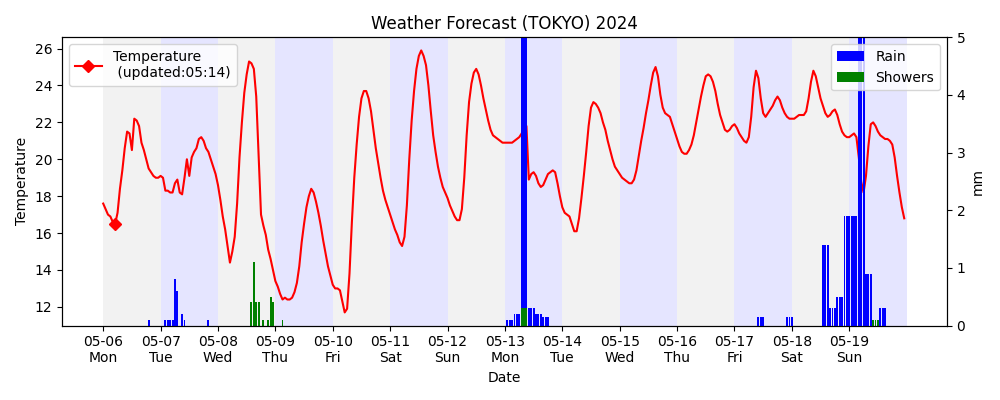 Weather Forecast (TOKYO) 2024
Temperature
(updated:05:14)
Rain
Showers
Temperature
26
24
22
20
18
16
14
12
5
4
3
2
1
0
mm
05-06 05-07 05-08 05-09 05-10 05-11 05-12 05-13 05-14 05-15 05-16 05-17 05-18 05-19
Mon Tue Wed Thu Fri Sat Sun Mon Tue Wed Thu Fri Sat Sun
Date